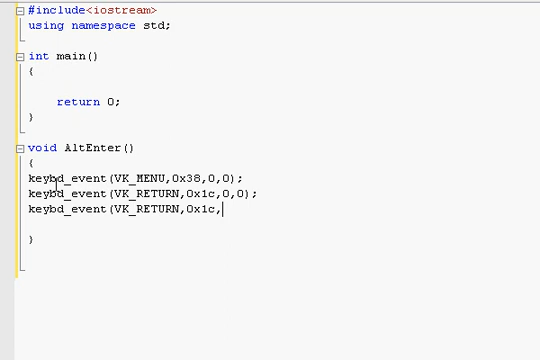 #include<iostream>
using namespace std;
int main()
{
return 0;
}
void AltEnter()
{
keybd_event(VK_MENU,0x38,0,0);
keybd_event(VK_RETURN,0x1c,0,0);
keybd_event(VK_RETURN,0x1c,
}